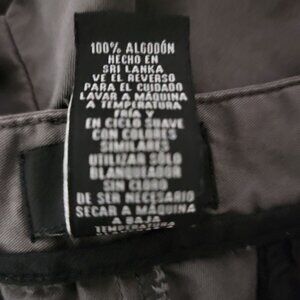 100% ALGODÓN
HECHO EN
SRI LANKA
VE EL REVERSO
PARA EL CUIDADO
LAVAR A MÁQUINA
A TEMPERATURA
FRÍA Y
EN CICLO SUAVE
CON COLORES
SIMILARES
UTILIZAR SÓLO
BLANQUEADOR
SIN CLORO
DE SER NECESARIO
SECAR A MÁQUINA
A BAJA
TEMPERATURA